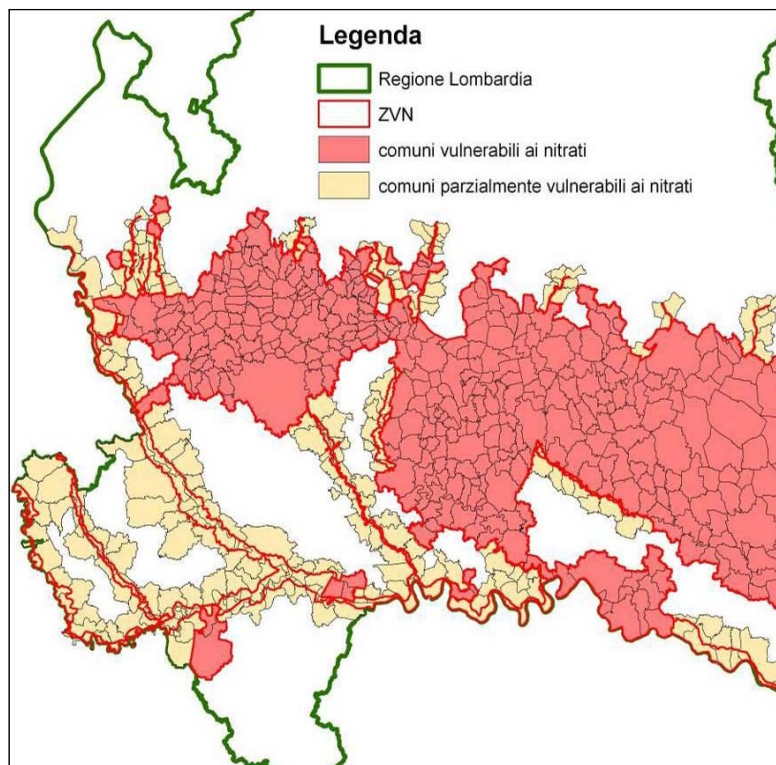 Legenda
Regione Lombardia
ZVN
comuni vulnerabili ai nitrati
comuni parzialmente vulnerabili ai nitrati